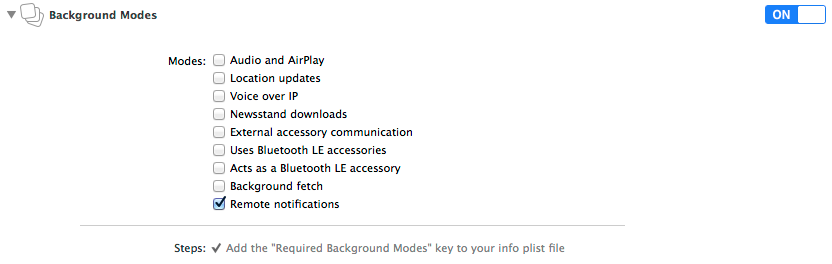 Background Modes ON
Modes: Audio and AirPlay
Location updates
Voice over IP
Newsstand downloads
External accessory communication
Uses Bluetooth LE accessories
Acts as a Bluetooth LE accessory
Background fetch
Remote notifications
Steps: ✓ Add the "Required Background Modes" key to your info plist file